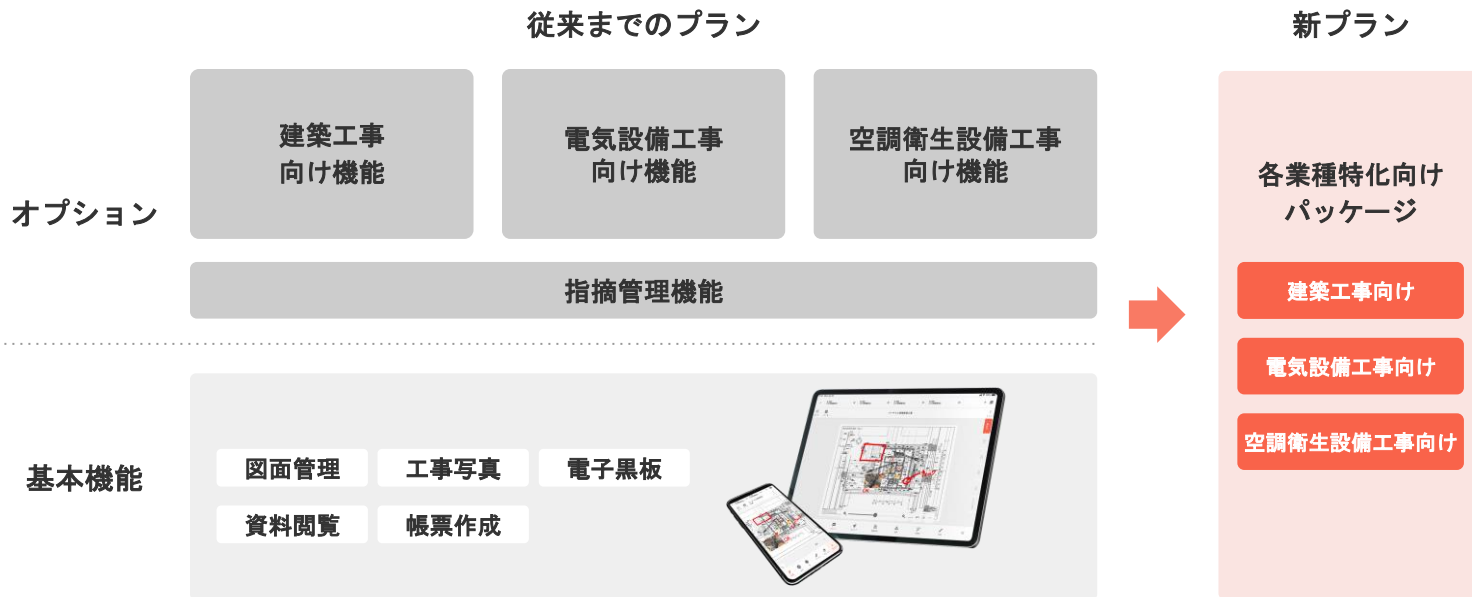 従来までのプラン
新プラン
オプション
建築工事
向け機能
電気設備工事
向け機能
空調衛生設備工事
向け機能
指摘管理機能
基本機能
図面管理
工事写真
電子黒板
資料閲覧
帳票作成
各業種特化向け
パッケージ
建築工事向け
電気設備工事向け
空調衛生設備工事向け